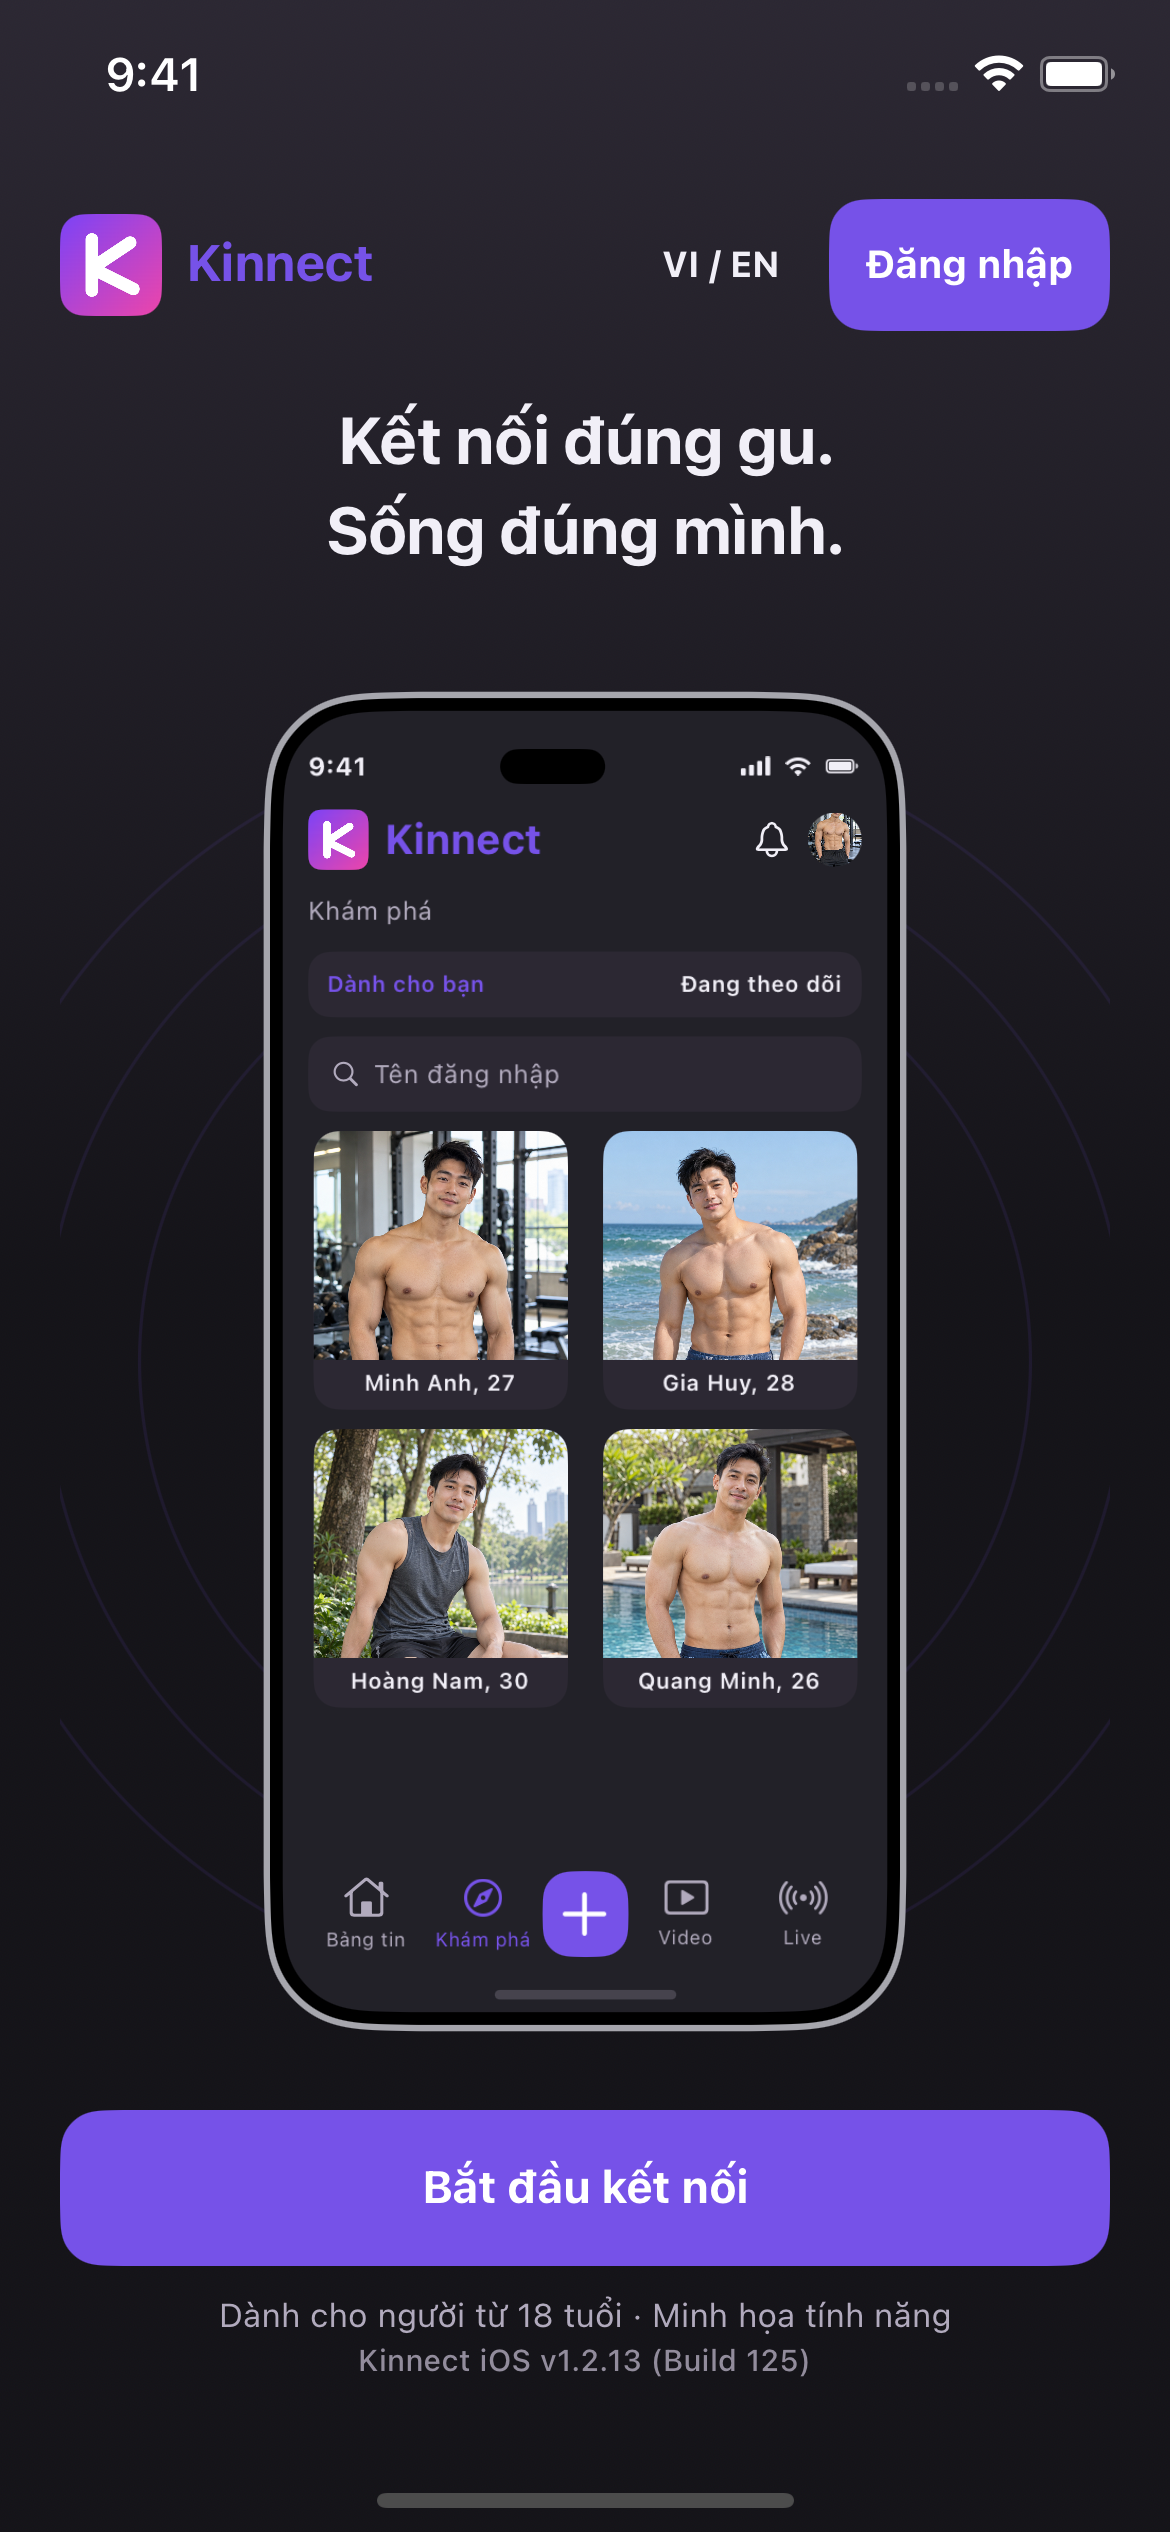 9:41
Kinnect
VI / EN
Đăng nhập
Kết nối đúng gu.
Sống đúng mình.
9:41
Kinnect
Khám phá
Dành cho bạn
Đang theo dõi
Tên đăng nhập
Minh Anh, 27
Gia Huy, 28
Hoàng Nam, 30
Quang Minh, 26
Bảng tin
Khám phá
Video
Live
Bắt đầu kết nối
Dành cho người từ 18 tuổi · Minh họa tính năng
Kinnect iOS v1.2.13 (Build 125)